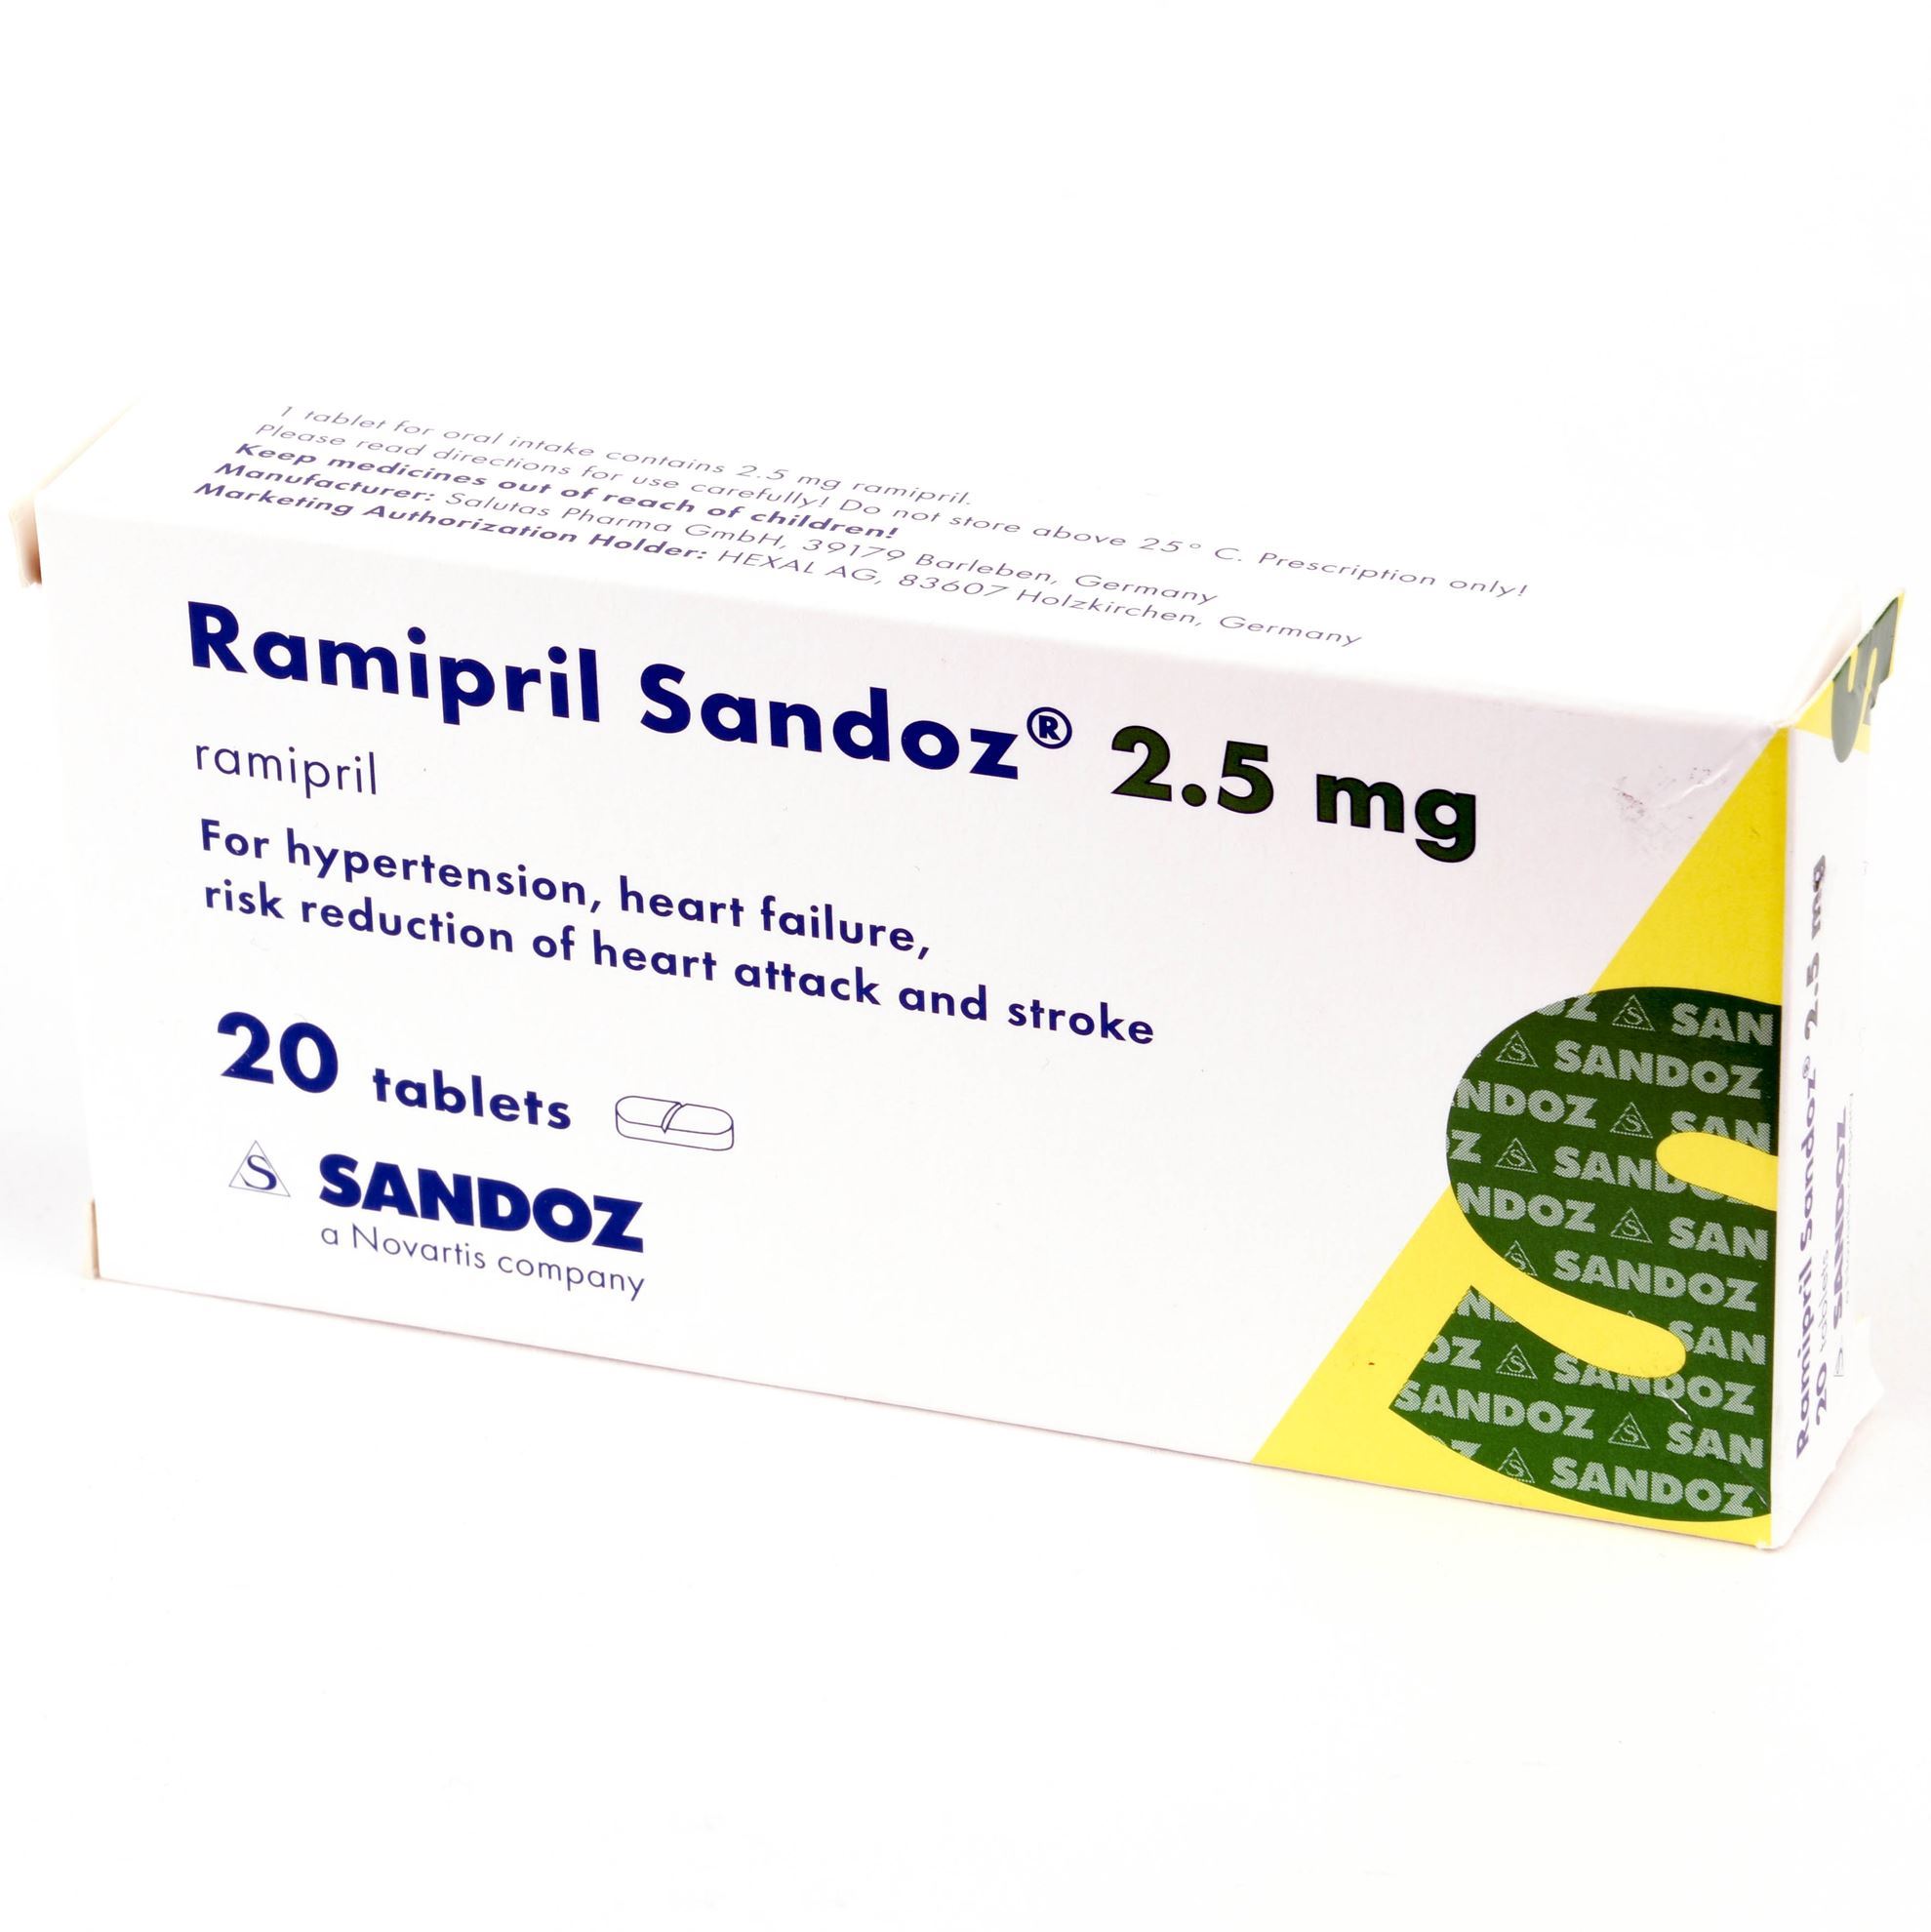 1 tablet for oral intake contains 2.5 mg ramipril.
Please read directions for use carefully! Do not store above 25° C. Prescription only!
Keep medicines out of reach of children!
Manufacturer: Salutas Pharma GmbH, 39179 Barleben, Germany
Marketing Authorization Holder: HEXAL AG, 83607 Holzkirchen, Germany
Ramipril Sandoz® 2.5 mg
ramipril
For hypertension, heart failure,
risk reduction of heart attack and stroke
20 tablets
S SANDOZ
a Novartis company
OZ S SAN
S SANDOZ
NDOZ S SAN
Z S SANDOZ
NDOZ S SAN
S SANDOZ
ND SAN
OZ S SANDOZ
SANDOZ S SAN
OZ S SANDOZ
Ramipril Sandoz® 2.5 mg
20 tablets
SANDOZ